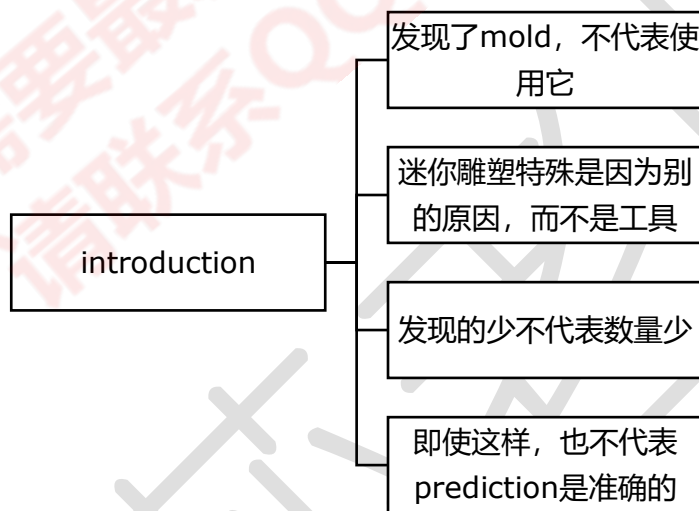 发现了mold，不代表使
用它
迷你雕塑特殊是因为别
的原因，而不是工具
introduction
发现的少不代表数量少
即使这样，也不代表
prediction是准确的